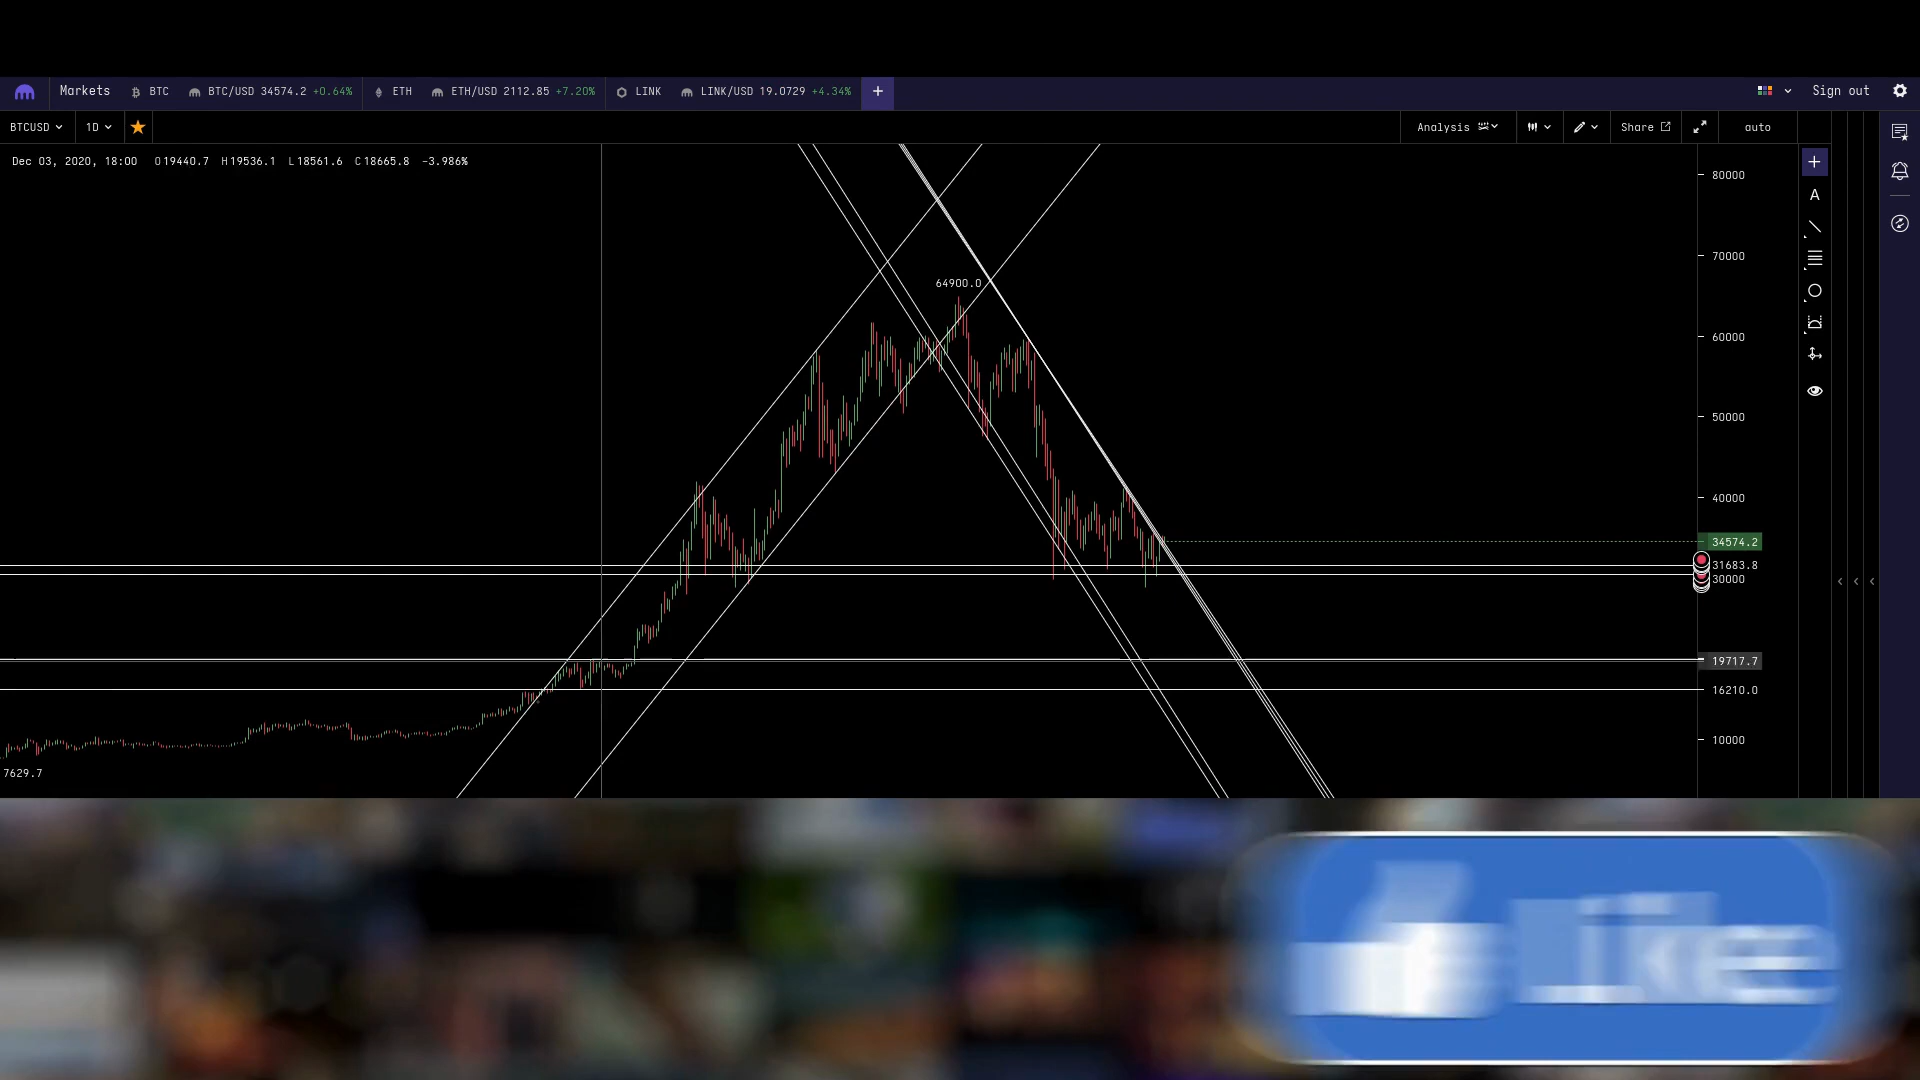 Markets BTC BTC/USD 34574.2 +0.64% ETH ETH/USD 2112.85 +7.20% LINK LINK/USD 19.0729 +4.34% + Sign out
BTCUSD 1D Analysis Share auto
Dec 03, 2020, 18:00 O19440.7 H19536.1 L18561.6 C18665.8 -3.986%
80000
A
70000
64900.0
60000
50000
40000
34574.2
31683.8
30000
19717.7
16210.0
10000
7629.7
Like